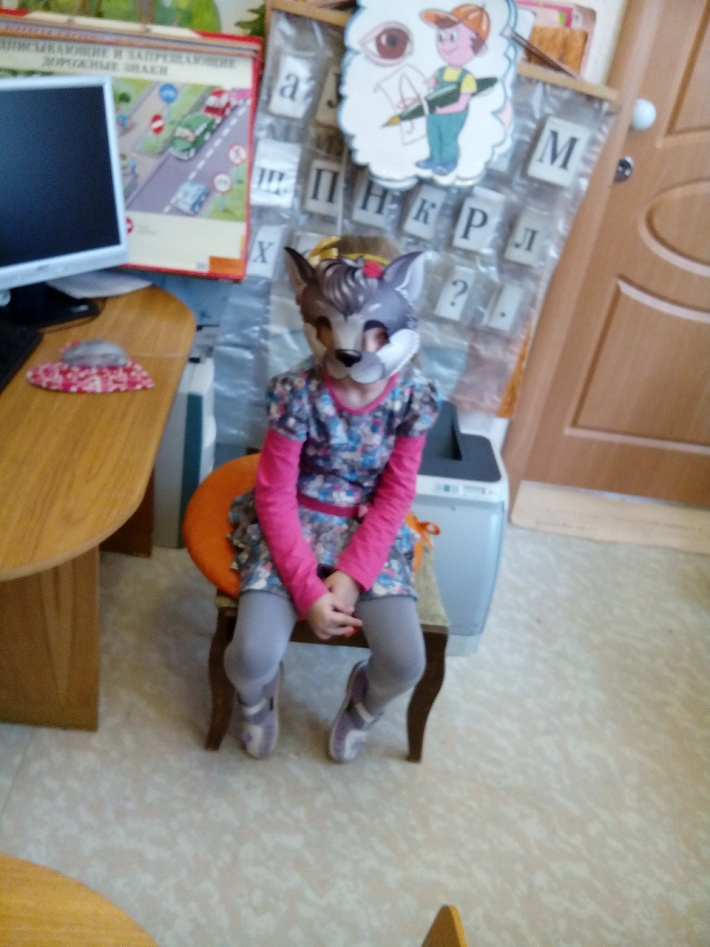 ПИСЫВАЮЩИЕ И ЗАПРЕЩАЮЩИЕ
ДОРОЖНЫЕ ЗНАКИ
а
М
Щ П Н к Р л
х ? .